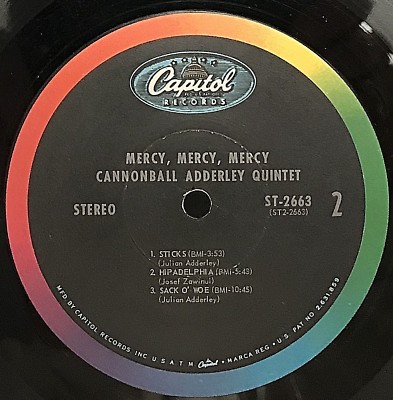 Capitol
RECORDS
MERCY, MERCY, MERCY
CANNONBALL ADDERLEY QUINTET
STEREO
ST-2663
(ST2-2663)
2
1. STICKS (BMI-3:53)
(Julian Adderley)
2. HIPADELPHIA (BMI-5:43)
(Josef Zawinul)
3. SACK O' WOE (BMI-10:45)
(Julian Adderley)
MFD. BY CAPITOL RECORDS INC. U.S.A. T.M. Capitol MARCA REG. • U.S. PAT. NO. 2,631,859